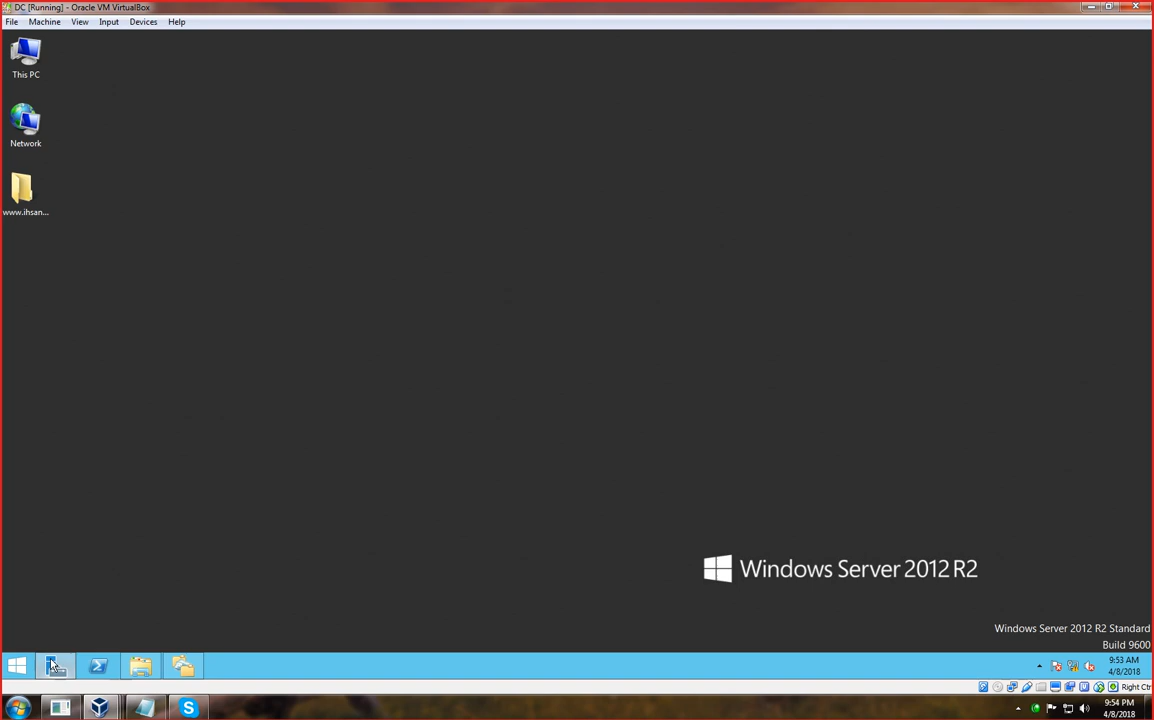 DC [Running] - Oracle VM VirtualBox
File Machine View Input Devices Help
This PC
Network
www.ihsan...
Windows Server 2012 R2
Windows Server 2012 R2 Standard
Build 9600
9:53 AM
4/8/2018
Right Ctrl
9:54 PM
4/8/2018